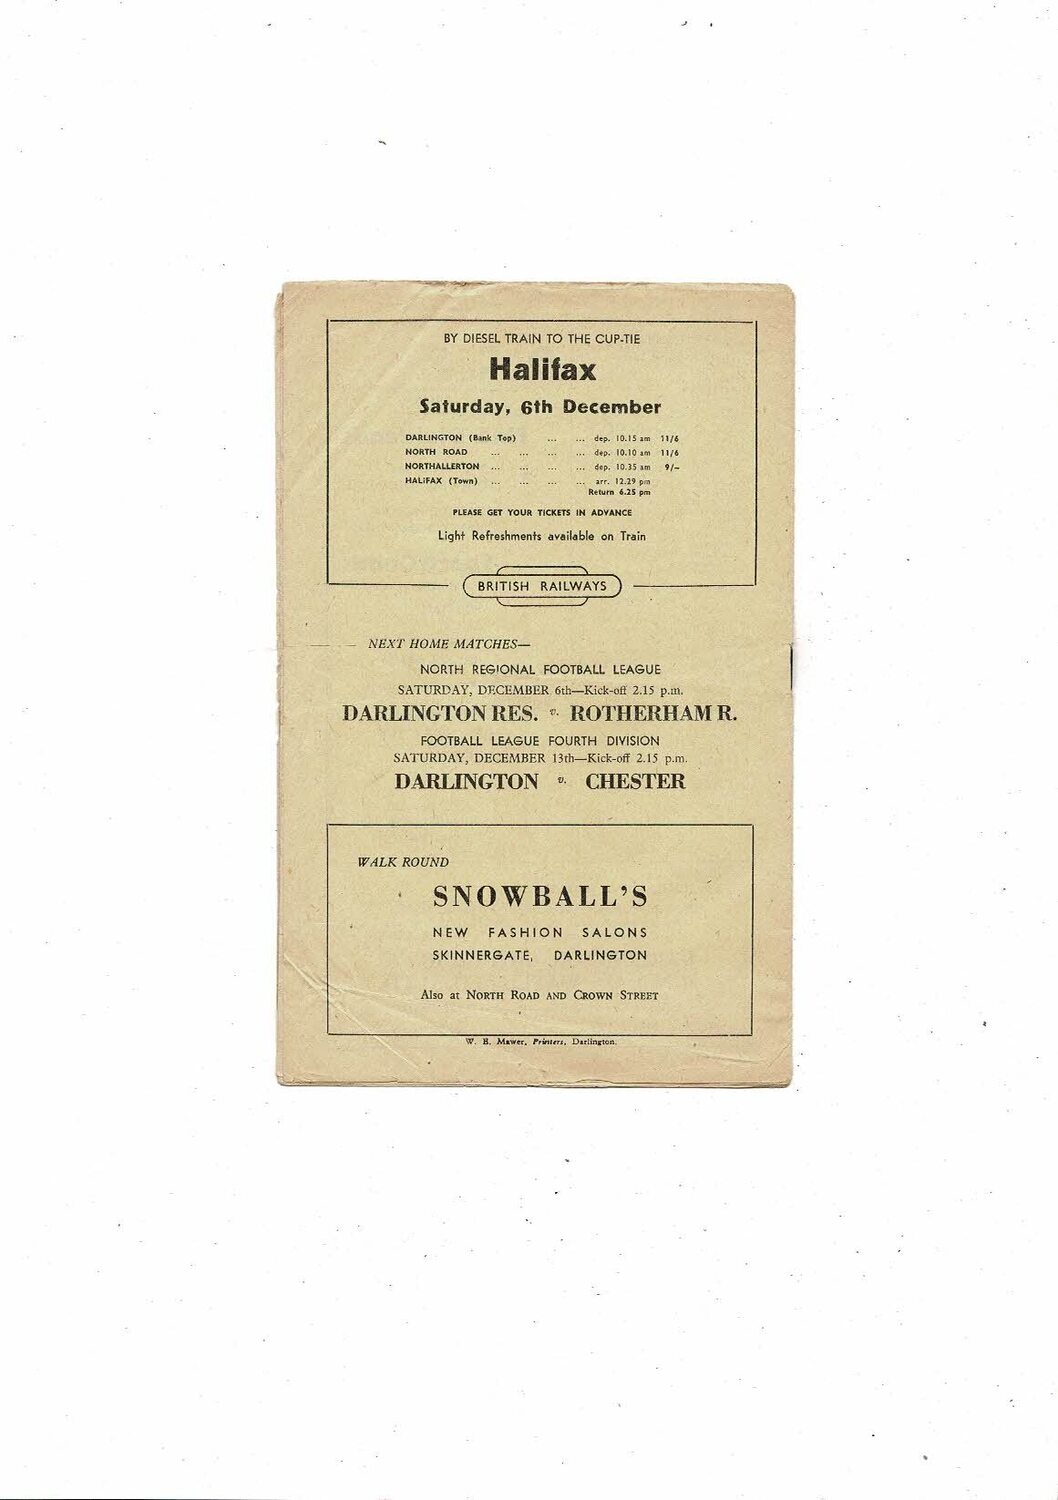 BY DIESEL TRAIN TO THE CUP-TIE
Halifax
Saturday, 6th December
DARLINGTON (Bank Top) ... ... dep. 10.15 am 11/6
NORTH ROAD ... ... ... ... dep. 10.10 am 11/6
NORTHALLERTON ... ... ... ... dep. 10.35 am 9/–
HALIFAX (Town) ... ... ... ... arr. 12.29 pm
Return 6.25 pm
PLEASE GET YOUR TICKETS IN ADVANCE
Light Refreshments available on Train
BRITISH RAILWAYS
NEXT HOME MATCHES—
NORTH REGIONAL FOOTBALL LEAGUE
SATURDAY, DECEMBER 6th—Kick-off 2.15 p.m.
DARLINGTON RES. v. ROTHERHAM R.
FOOTBALL LEAGUE FOURTH DIVISION
SATURDAY, DECEMBER 13th—Kick-off 2.15 p.m.
DARLINGTON v. CHESTER
WALK ROUND
SNOWBALL'S
NEW FASHION SALONS
SKINNERGATE, DARLINGTON
Also at NORTH ROAD AND CROWN STREET
W. E. Mawer, Printers, Darlington.